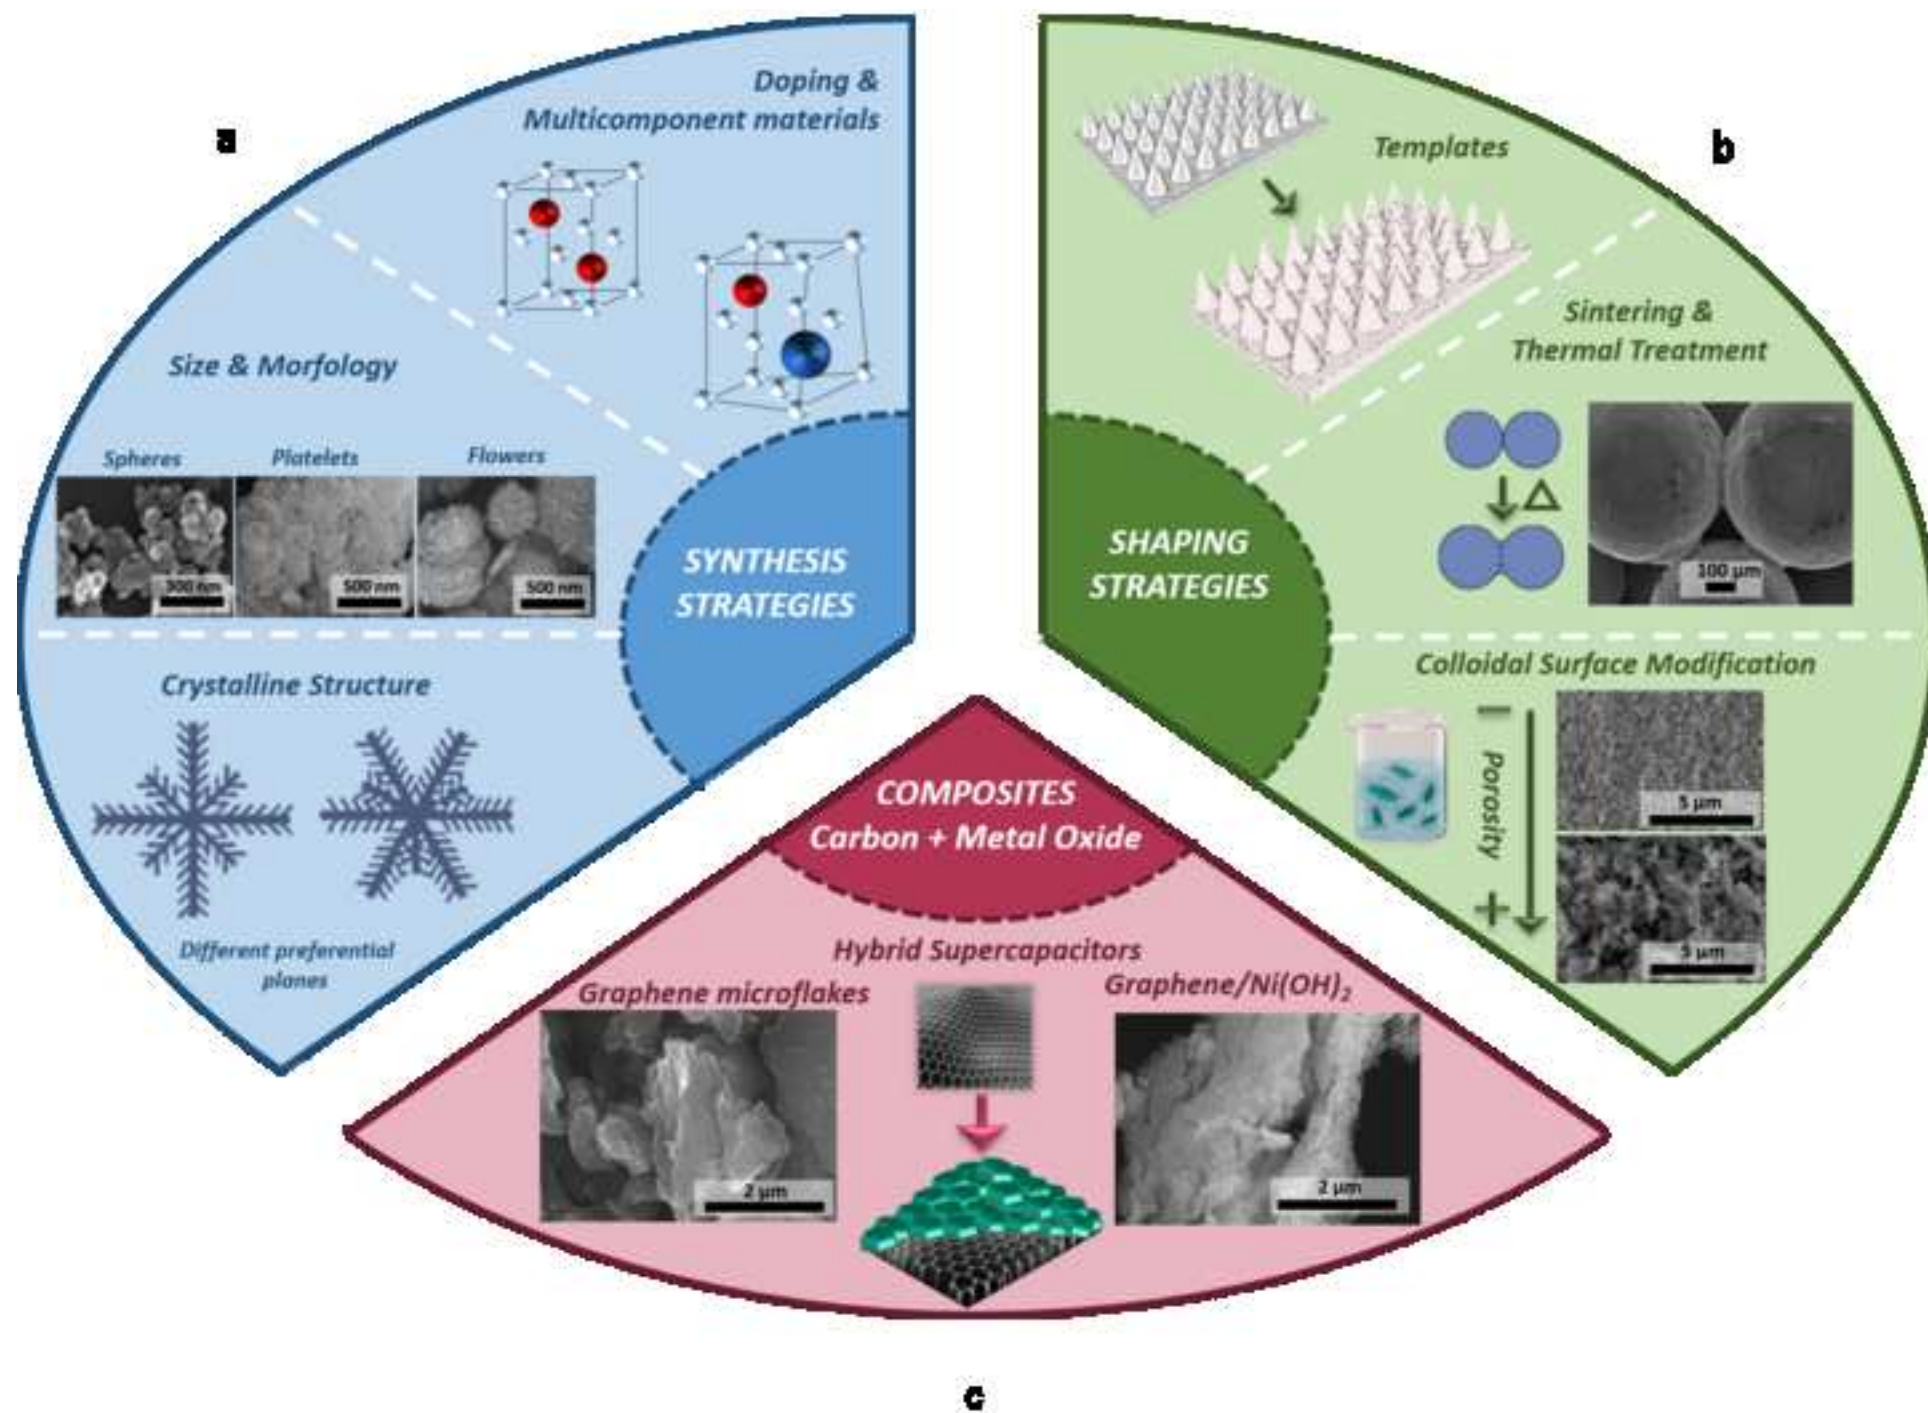 a
Doping &
Multicomponent materials
Size & Morfology
Spheres
Platelets
Flowers
300 nm
500 nm
500 nm
SYNTHESIS
STRATEGIES
Crystalline Structure
Different preferential
planes
b
Templates
Sintering &
Thermal Treatment
100 µm
SHAPING
STRATEGIES
Colloidal Surface Modification
−
Porosity
+
5 µm
5 µm
COMPOSITES
Carbon + Metal Oxide
Hybrid Supercapacitors
Graphene microflakes
Graphene/Ni(OH)₂
2 µm
2 µm
c